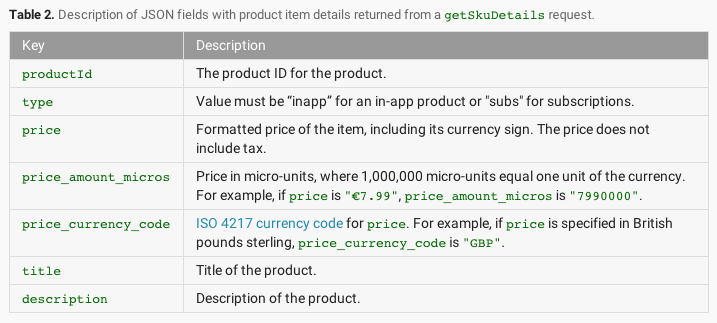 Table 2. Description of JSON fields with product item details returned from a getSkuDetails request.
Key Description
productId The product ID for the product.
type Value must be “inapp” for an in-app product or "subs" for subscriptions.
price Formatted price of the item, including its currency sign. The price does not
include tax.
price_amount_micros Price in micro-units, where 1,000,000 micro-units equal one unit of the currency.
For example, if price is "€7.99", price_amount_micros is "7990000".
price_currency_code ISO 4217 currency code for price. For example, if price is specified in British
pounds sterling, price_currency_code is "GBP".
title Title of the product.
description Description of the product.